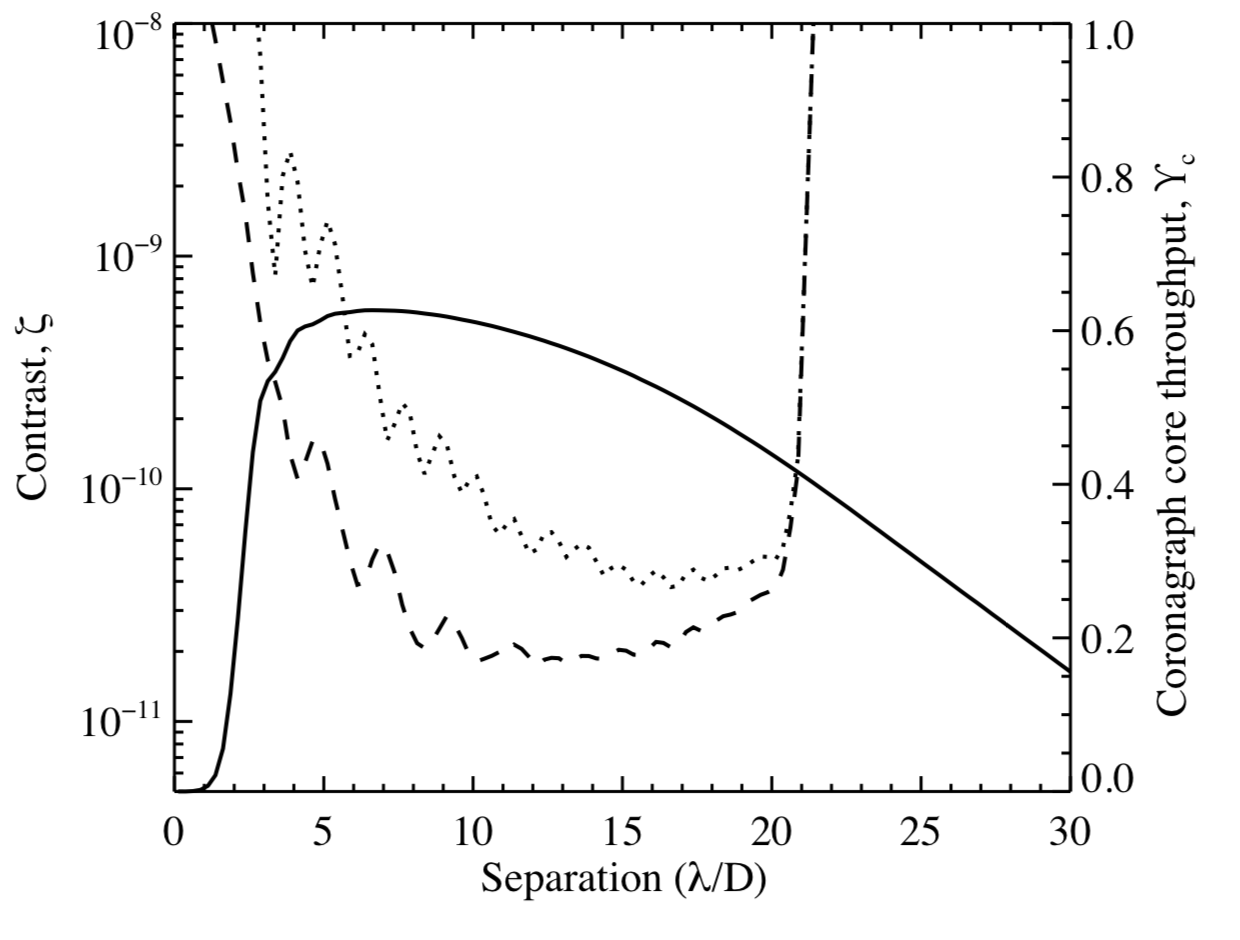 10⁻⁸
10⁻⁹
10⁻¹⁰
10⁻¹¹
Contrast, ζ
1.0
0.8
0.6
0.4
0.2
0.0
Coronagraph core throughput, ϒc
0 5 10 15 20 25 30
Separation (λ/D)